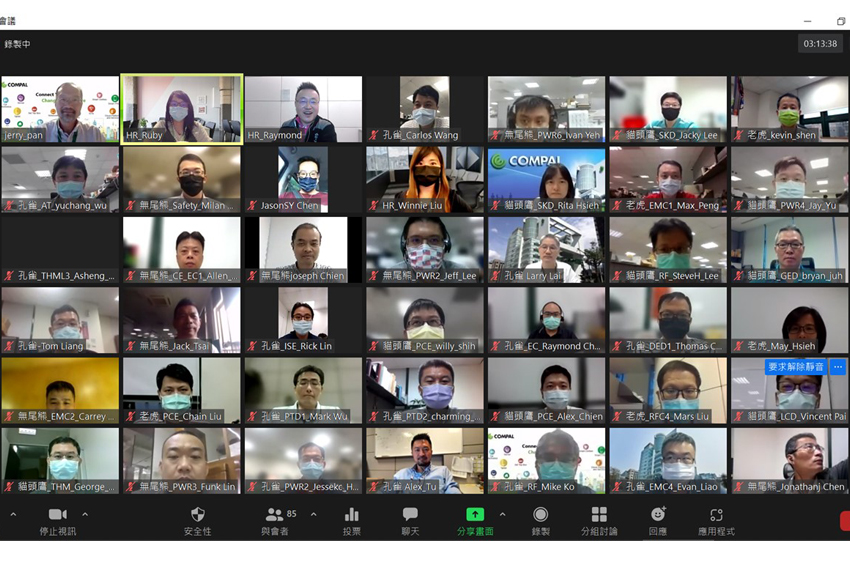 會議
錄製中
03:13:38
COMPAL
jerry_pan
HR_Ruby
HR_Raymond
孔雀_Carlos Wang
無尾熊_PWR6_Ivan Yeh
貓頭鷹_SKD_Jacky Lee
老虎_kevin_shen
孔雀_AT_yuchang_wu
無尾熊_Safety_Milan ...
JasonSY Chen
HR_Winnie Liu
COMPAL
貓頭鷹_SKD_Rita Hsieh
老虎_EMC1_Max_Peng
貓頭鷹_PWR4_Jay_Yu
孔雀_THML3_Asheng_...
無尾熊_CE_EC1_Allen_...
無尾熊Joseph Chien
無尾熊_PWR2_Jeff_Lee
孔雀 Larry Lai
貓頭鷹_RF_SteveH_Lee
貓頭鷹_GED_bryan_juh
孔雀-Tom Liang
無尾熊_Jack_Tsai
孔雀_ISE_Rick Lin
貓頭鷹_PCE_willy_shih
孔雀_EC_Raymond Ch...
孔雀_DED1_Thomas C...
老虎_May_Hsieh
要求解除靜音
...
無尾熊_EMC2_Carrey ...
老虎_PCE_Chain Liu
孔雀_PTD1_Mark Wu
孔雀_PTD2_charming_...
貓頭鷹_PCE_Alex_Chien
老虎_RFC4_Mars Liu
貓頭鷹_LCD_Vincent Pai
貓頭鷹_THM_George_...
無尾熊_PWR3_Funk Lin
孔雀_PWR2_Jesseke_H...
孔雀 Alex_Tu
COMPAL
孔雀_RF_Mike Ko
孔雀_EMC4_Evan_Liao
無尾熊_Jonathanj Chen
停止視訊
安全性
85
與會者
投票
聊天
分享畫面
錄製
分組討論
回應
應用程式